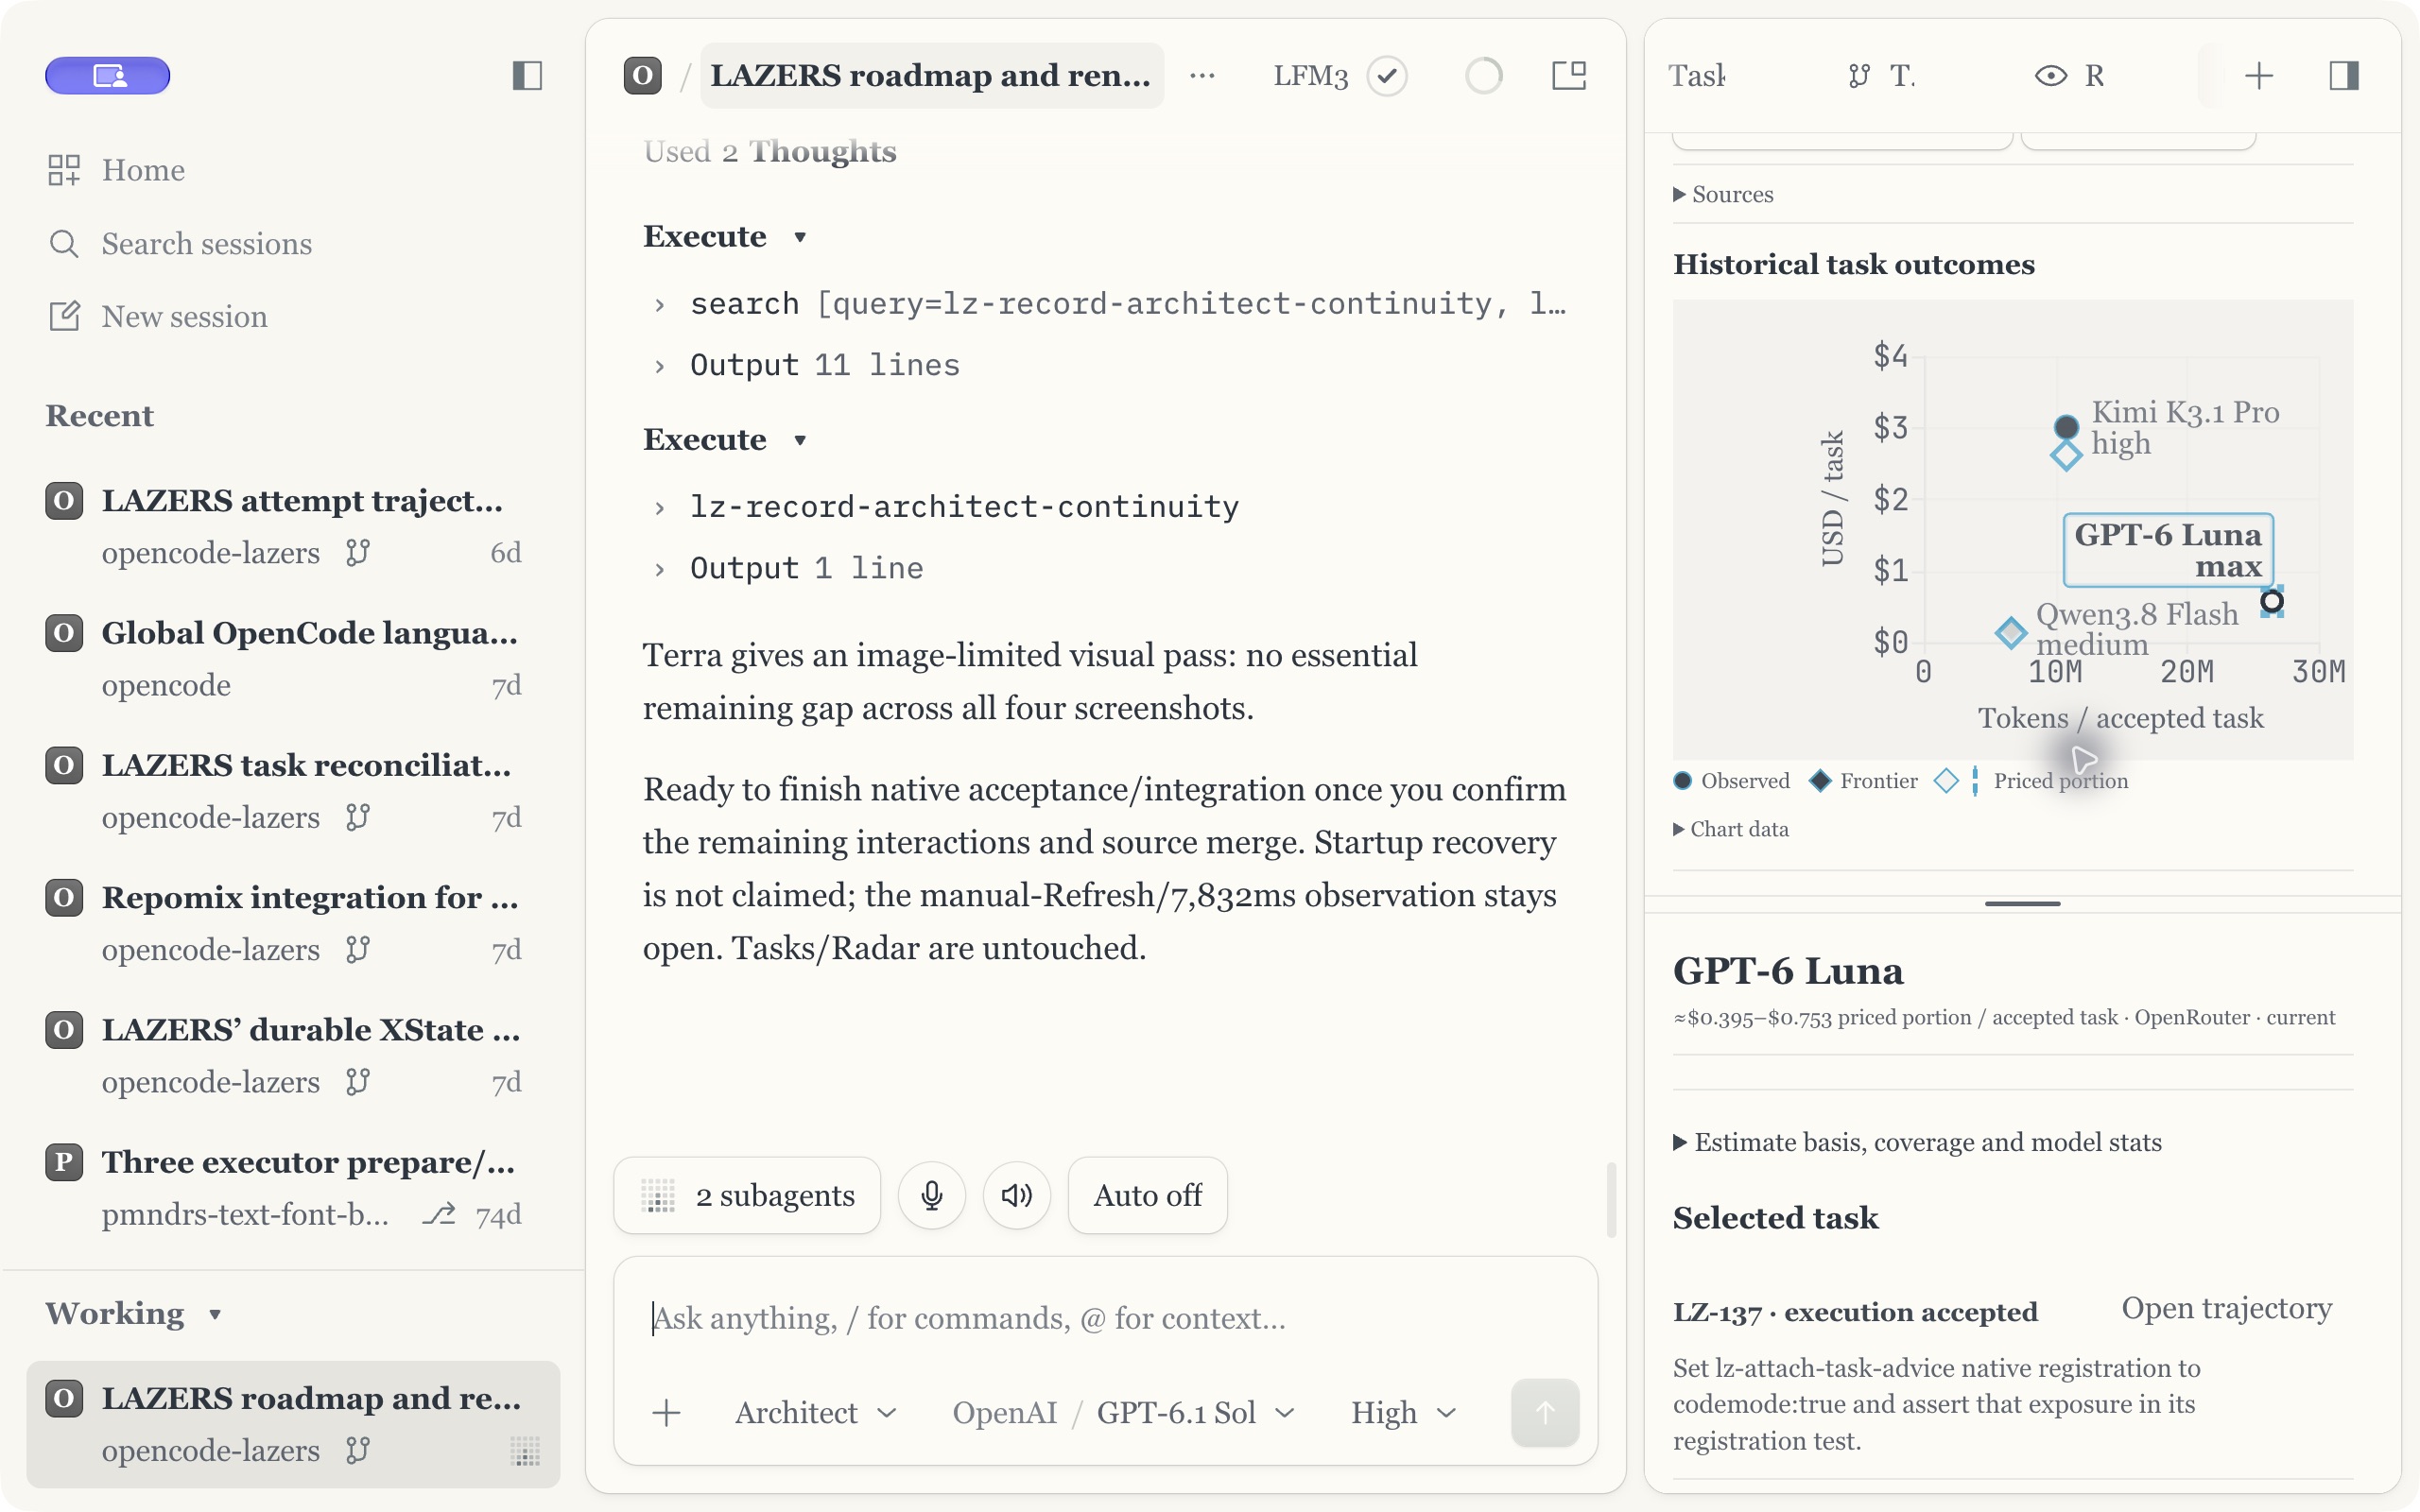 Home
Search sessions
New session
Recent
O LAZERS attempt traject...
opencode-lazers 6d
O Global OpenCode langua...
opencode 7d
O LAZERS task reconciliat...
opencode-lazers 7d
O Repomix integration for ...
opencode-lazers 7d
O LAZERS’ durable XState ...
opencode-lazers 7d
P Three executor prepare/...
pmndrs-text-font-b... 74d
Working
O LAZERS roadmap and re...
opencode-lazers
O / LAZERS roadmap and ren... LFM3
Used 2 Thoughts
Execute
search [query=lz-record-architect-continuity, l…
Output 11 lines
Execute
lz-record-architect-continuity
Output 1 line
Terra gives an image-limited visual pass: no essential
remaining gap across all four screenshots.
Ready to finish native acceptance/integration once you confirm
the remaining interactions and source merge. Startup recovery
is not claimed; the manual-Refresh/7,832ms observation stays
open. Tasks/Radar are untouched.
2 subagents
Auto off
Ask anything, / for commands, @ for context...
Architect OpenAI / GPT-6.1 Sol High
Task T. R
Sources
Historical task outcomes
USD / task
$4
$3
$2
$1
$0
Kimi K3.1 Pro
high
GPT-6 Luna
max
Qwen3.8 Flash
medium
0 10M 20M 30M
Tokens / accepted task
Observed Frontier Priced portion
Chart data
GPT-6 Luna
≈$0.395–$0.753 priced portion / accepted task · OpenRouter · current
Estimate basis, coverage and model stats
Selected task
LZ-137 · execution accepted Open trajectory
Set lz-attach-task-advice native registration to
codemode:true and assert that exposure in its
registration test.